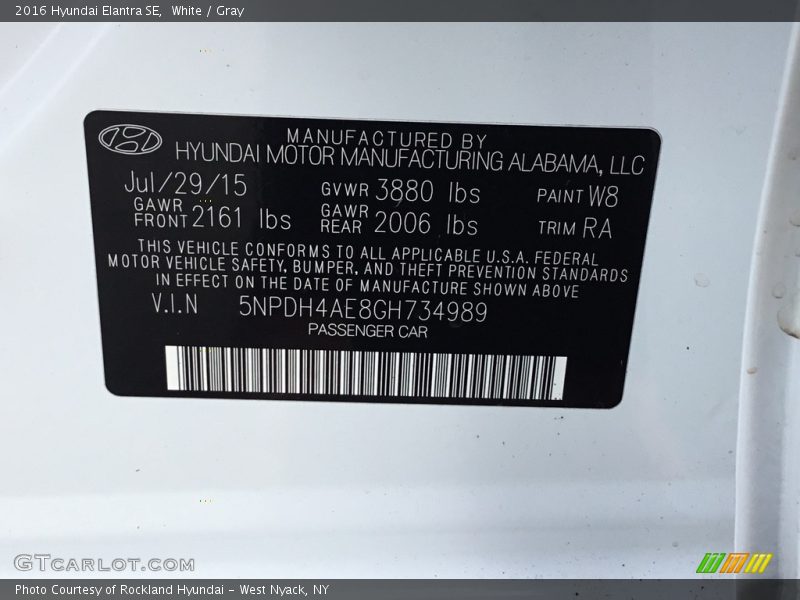 2016 Hyundai Elantra SE, White / Gray
MANUFACTURED BY
HYUNDAI MOTOR MANUFACTURING ALABAMA, LLC
Jul/29/15 GVWR 3880 lbs PAINT W8
GAWR FRONT 2161 lbs GAWR REAR 2006 lbs TRIM RA
THIS VEHICLE CONFORMS TO ALL APPLICABLE U.S.A. FEDERAL
MOTOR VEHICLE SAFETY, BUMPER, AND THEFT PREVENTION STANDARDS
IN EFFECT ON THE DATE OF MANUFACTURE SHOWN ABOVE
V.I.N 5NPDH4AE8GH734989
PASSENGER CAR
GTCARLOT.COM
Photo Courtesy of Rockland Hyundai - West Nyack, NY